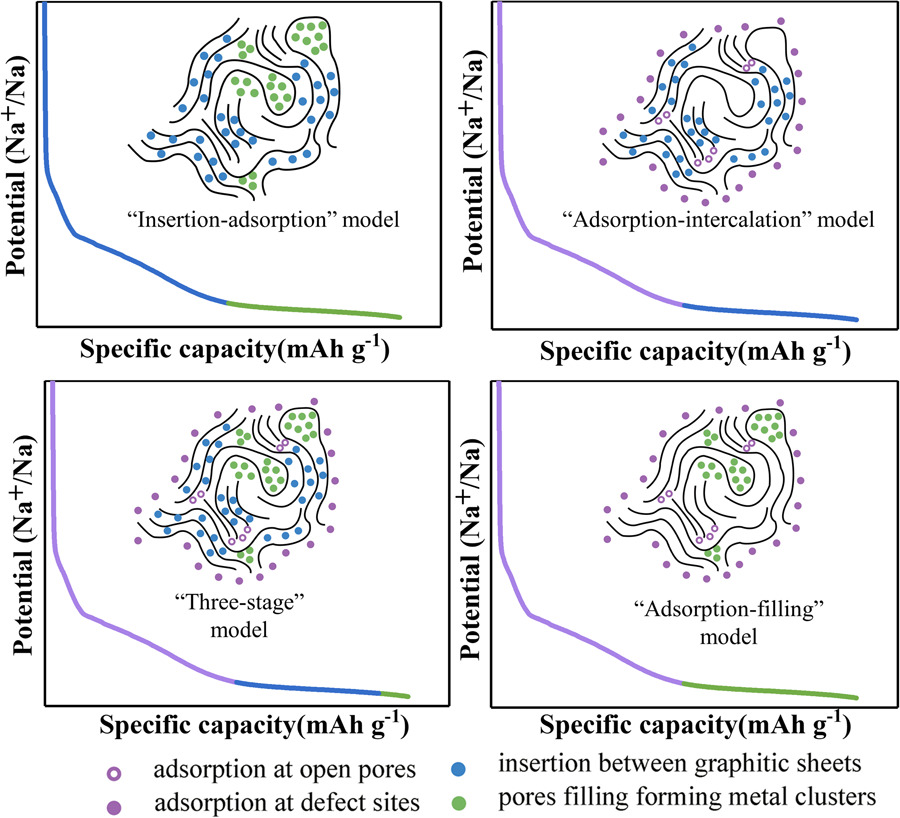 Potential (Na⁺/Na)
"Insertion-adsorption" model
Specific capacity(mAh g⁻¹)
Potential (Na⁺/Na)
"Adsorption-intercalation" model
Specific capacity(mAh g⁻¹)
Potential (Na⁺/Na)
"Three-stage"
model
Specific capacity(mAh g⁻¹)
Potential (Na⁺/Na)
"Adsorption-filling"
model
Specific capacity(mAh g⁻¹)
adsorption at open pores
adsorption at defect sites
insertion between graphitic sheets
pores filling forming metal clusters